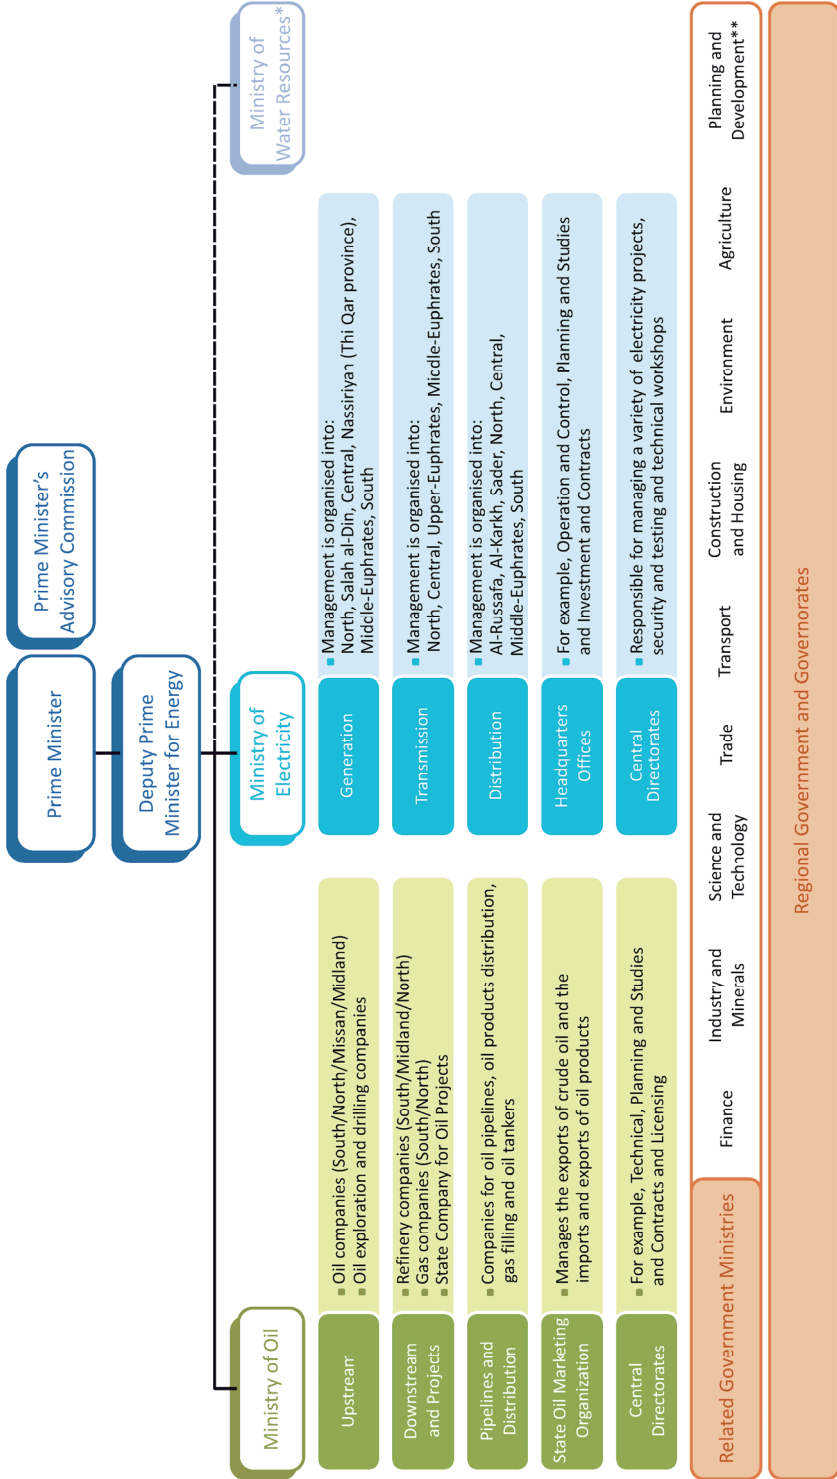 Prime Minister
Prime Minister's
Advisory Commission
Deputy Prime
Minister for Energy
Ministry of Oil
Ministry of
Electricity
Ministry of
Water Resources*
Upstream
▪ Oil companies (South/North/Missan/Midland)
▪ Oil exploration and drilling companies
Downstream
and Projects
▪ Refinery companies (South/Midland/North)
▪ Gas companies (South/North)
▪ State Company for Oil Projects
Pipelines and
Distribution
▪ Companies for oil pipelines, oil products distribution,
gas filling and oil tankers
State Oil Marketing
Organization
▪ Manages the exports of crude oil and the
imports and exports of oil products
Central
Directorates
▪ For example, Technical, Planning and Studies
and Contracts and Licensing
Generation
▪ Management is organised into:
North, Salah al-Din, Central, Nassiriyah (Thi Qar province),
Middle-Euphrates, South
Transmission
▪ Management is organised into:
North, Central, Upper-Euphrates, Middle-Euphrates, South
Distribution
▪ Management is organised into:
Al-Russafa, Al-Karkh, Sader, North, Central,
Middle-Euphrates, South
Headquarters
Offices
▪ For example, Operation and Control, Planning and Studies
and Investment and Contracts
Central
Directorates
▪ Responsible for managing a variety of electricity projects,
security and testing and technical workshops
Related Government Ministries
Finance
Industry and
Minerals
Science and
Technology
Trade
Transport
Construction
and Housing
Environment
Agriculture
Planning and
Development**
Regional Government and Governorates